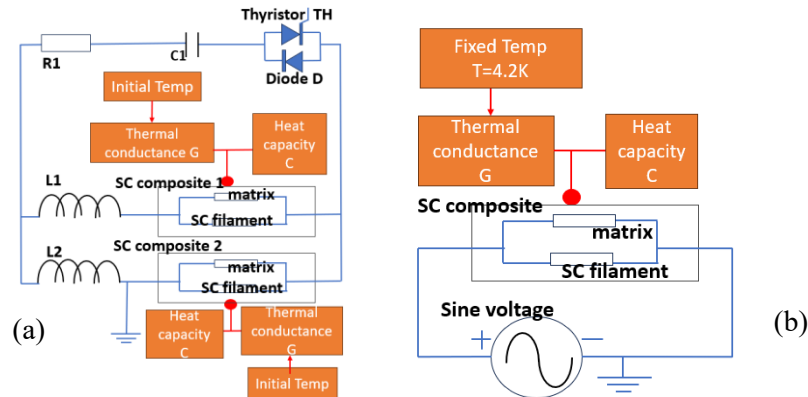 Thyristor TH
R1
C1
Diode D
Initial Temp
Thermal
conductance G
Heat
capacity
C
L1
SC composite 1
matrix
SC filament
L2
SC composite 2
matrix
SC filament
(a)
Heat
capacity
C
Thermal
conductance
G
Initial Temp
Fixed Temp
T=4.2K
Thermal
conductance
G
Heat
capacity
C
SC composite
matrix
SC filament
Sine voltage
+
−
(b)